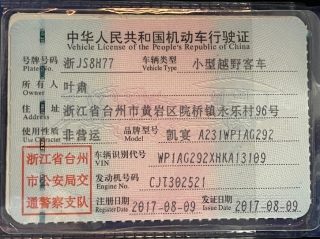 中华人民共和国机动车行驶证
Vehicle License of the People's Republic of China
号牌号码 浙JS8H77 车辆类型 小型越野客车
Plate No. Vehicle Type
所有人 叶肃
Owner
住址 浙江省台州市黄岩区院桥镇永乐村96号
Address
使用性质 非营运 品牌型号 凯宴 A231WP1AG292
Use Character Model
浙江省台州
市公安局交
通警察支队
车辆识别代号 WP1AG292XHKA13109
VIN
发动机号码 CJT302521
Engine No.
注册日期 2017-08-09 发证日期 2017-08-09
Register Date Issue Date